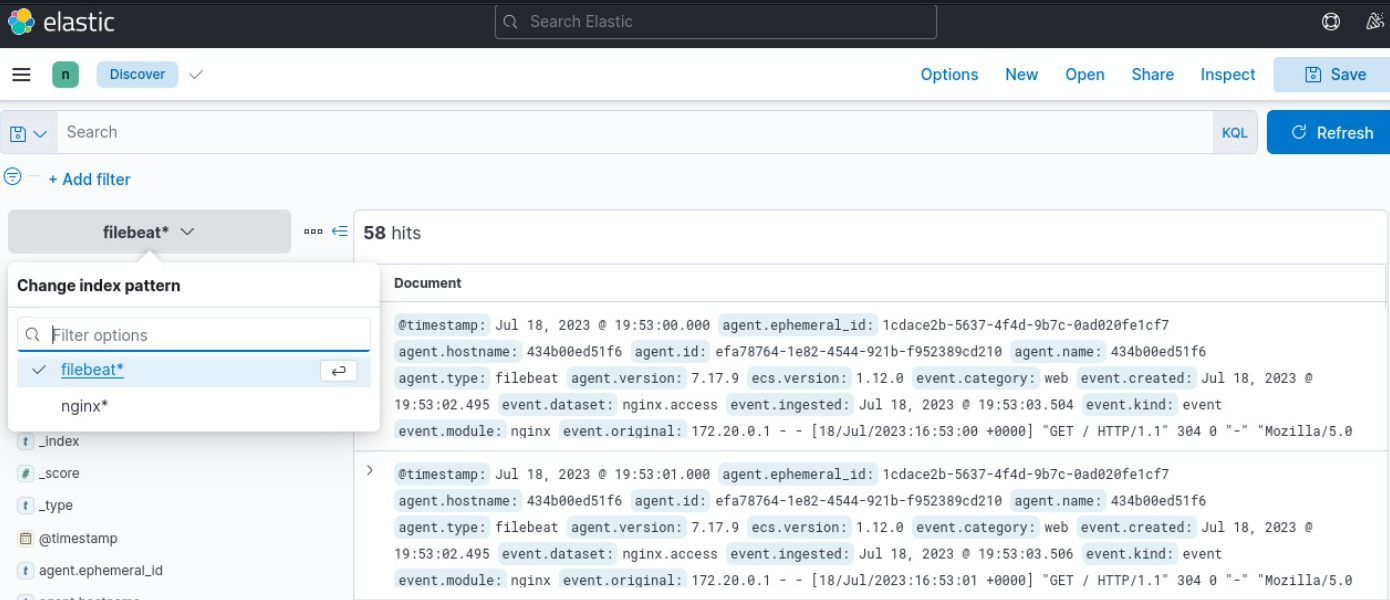 elastic
Search Elastic
n
Discover
Options
New
Open
Share
Inspect
Save
Search
KQL
Refresh
+ Add filter
filebeat*
58 hits
Change index pattern
Filter options
filebeat*
nginx*
t _index
# _score
t _type
@timestamp
t agent.ephemeral_id
Document
@timestamp: Jul 18, 2023 @ 19:53:00.000 agent.ephemeral_id: 1cdace2b-5637-4f4d-9b7c-0ad020fe1cf7
agent.hostname: 434b00ed51f6 agent.id: efa78764-1e82-4544-921b-f952389cd210 agent.name: 434b00ed51f6
agent.type: filebeat agent.version: 7.17.9 ecs.version: 1.12.0 event.category: web event.created: Jul 18, 2023 @
19:53:02.495 event.dataset: nginx.access event.ingested: Jul 18, 2023 @ 19:53:03.504 event.kind: event
event.module: nginx event.original: 172.20.0.1 - - [18/Jul/2023:16:53:00 +0000] "GET / HTTP/1.1" 304 0 "-" "Mozilla/5.0
@timestamp: Jul 18, 2023 @ 19:53:01.000 agent.ephemeral_id: 1cdace2b-5637-4f4d-9b7c-0ad020fe1cf7
agent.hostname: 434b00ed51f6 agent.id: efa78764-1e82-4544-921b-f952389cd210 agent.name: 434b00ed51f6
agent.type: filebeat agent.version: 7.17.9 ecs.version: 1.12.0 event.category: web event.created: Jul 18, 2023 @
19:53:02.495 event.dataset: nginx.access event.ingested: Jul 18, 2023 @ 19:53:03.506 event.kind: event
event.module: nginx event.original: 172.20.0.1 - - [18/Jul/2023:16:53:01 +0000] "GET / HTTP/1.1" 304 0 "-" "Mozilla/5.0